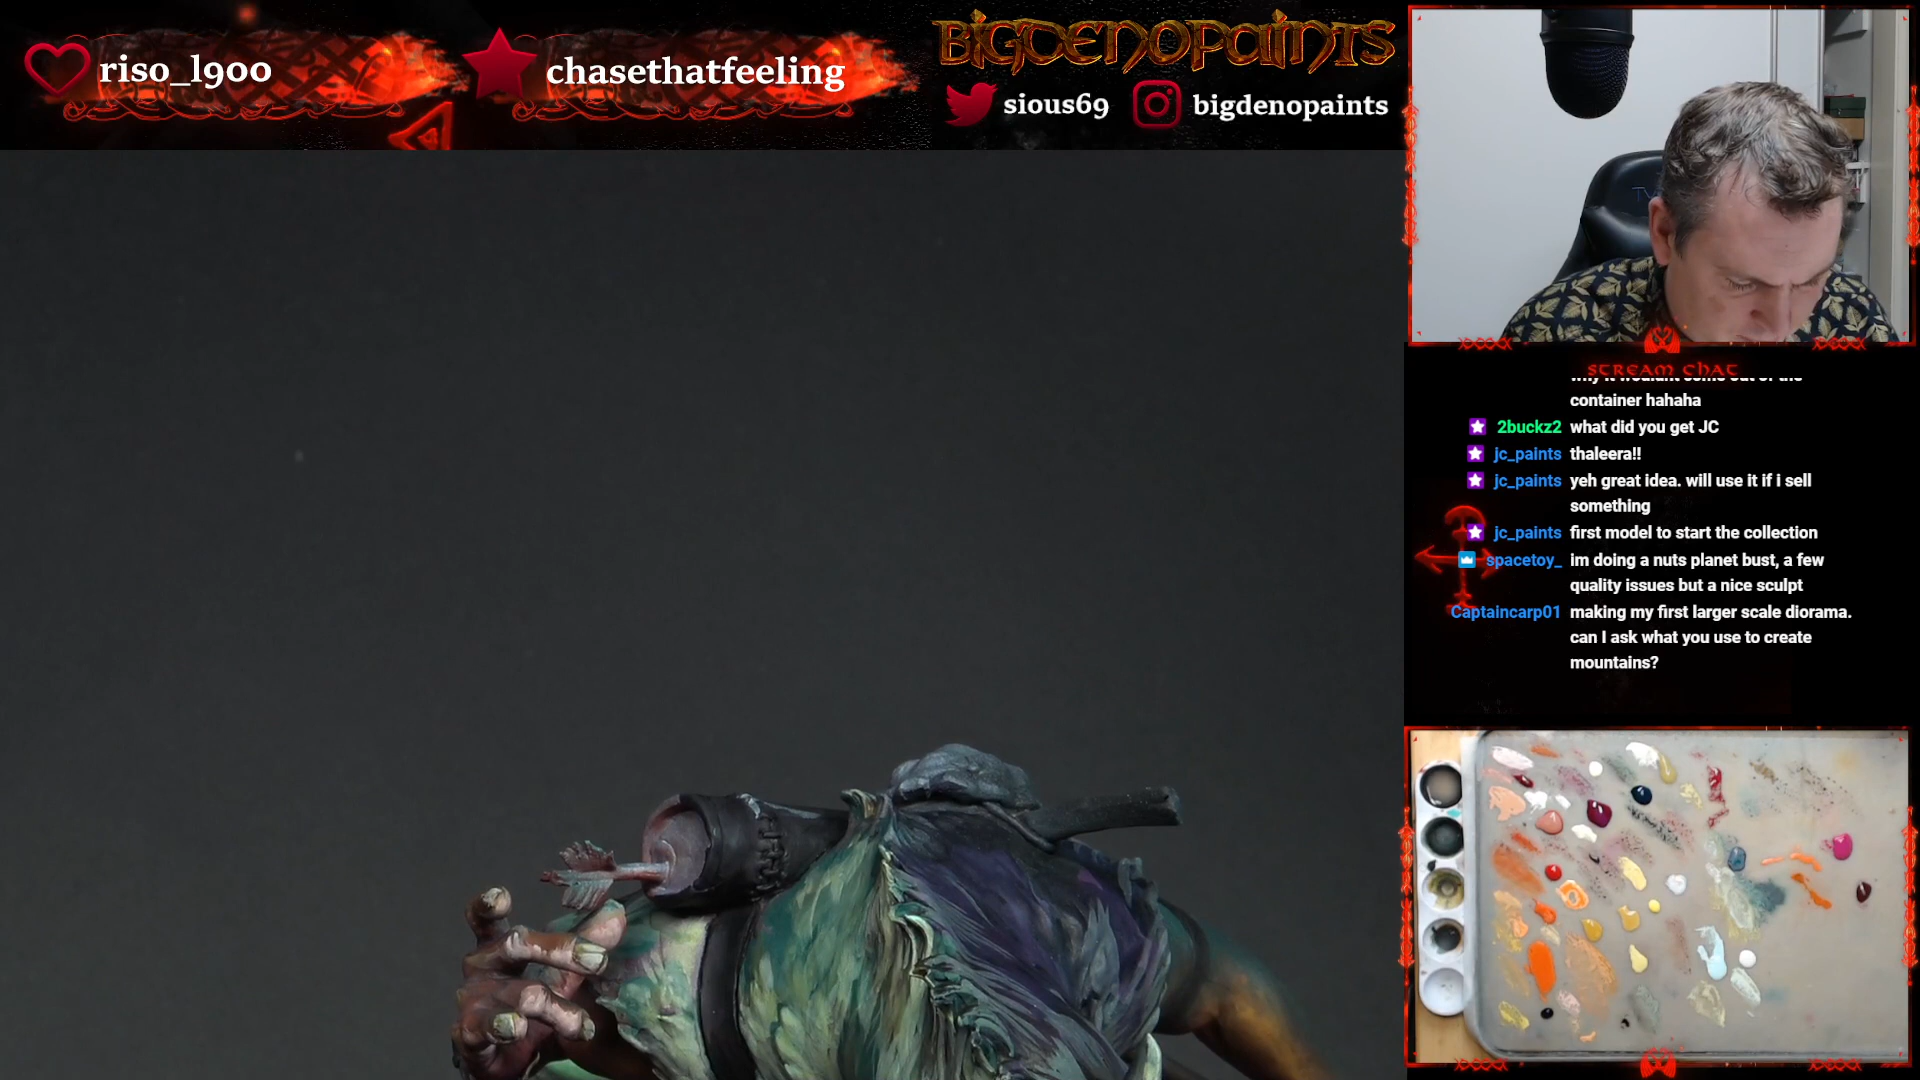 riso_l900
chasethatfeeling
BIGDENOPAINTS
sious69
bigdenopaints
STREAM CHAT
container hahaha
2buckz2 what did you get JC
jc_paints thaleera!!
jc_paints yeh great idea. will use it if i sell
something
jc_paints first model to start the collection
spacetoy_ im doing a nuts planet bust, a few
quality issues but a nice sculpt
Captaincarp01 making my first larger scale diorama.
can I ask what you use to create
mountains?